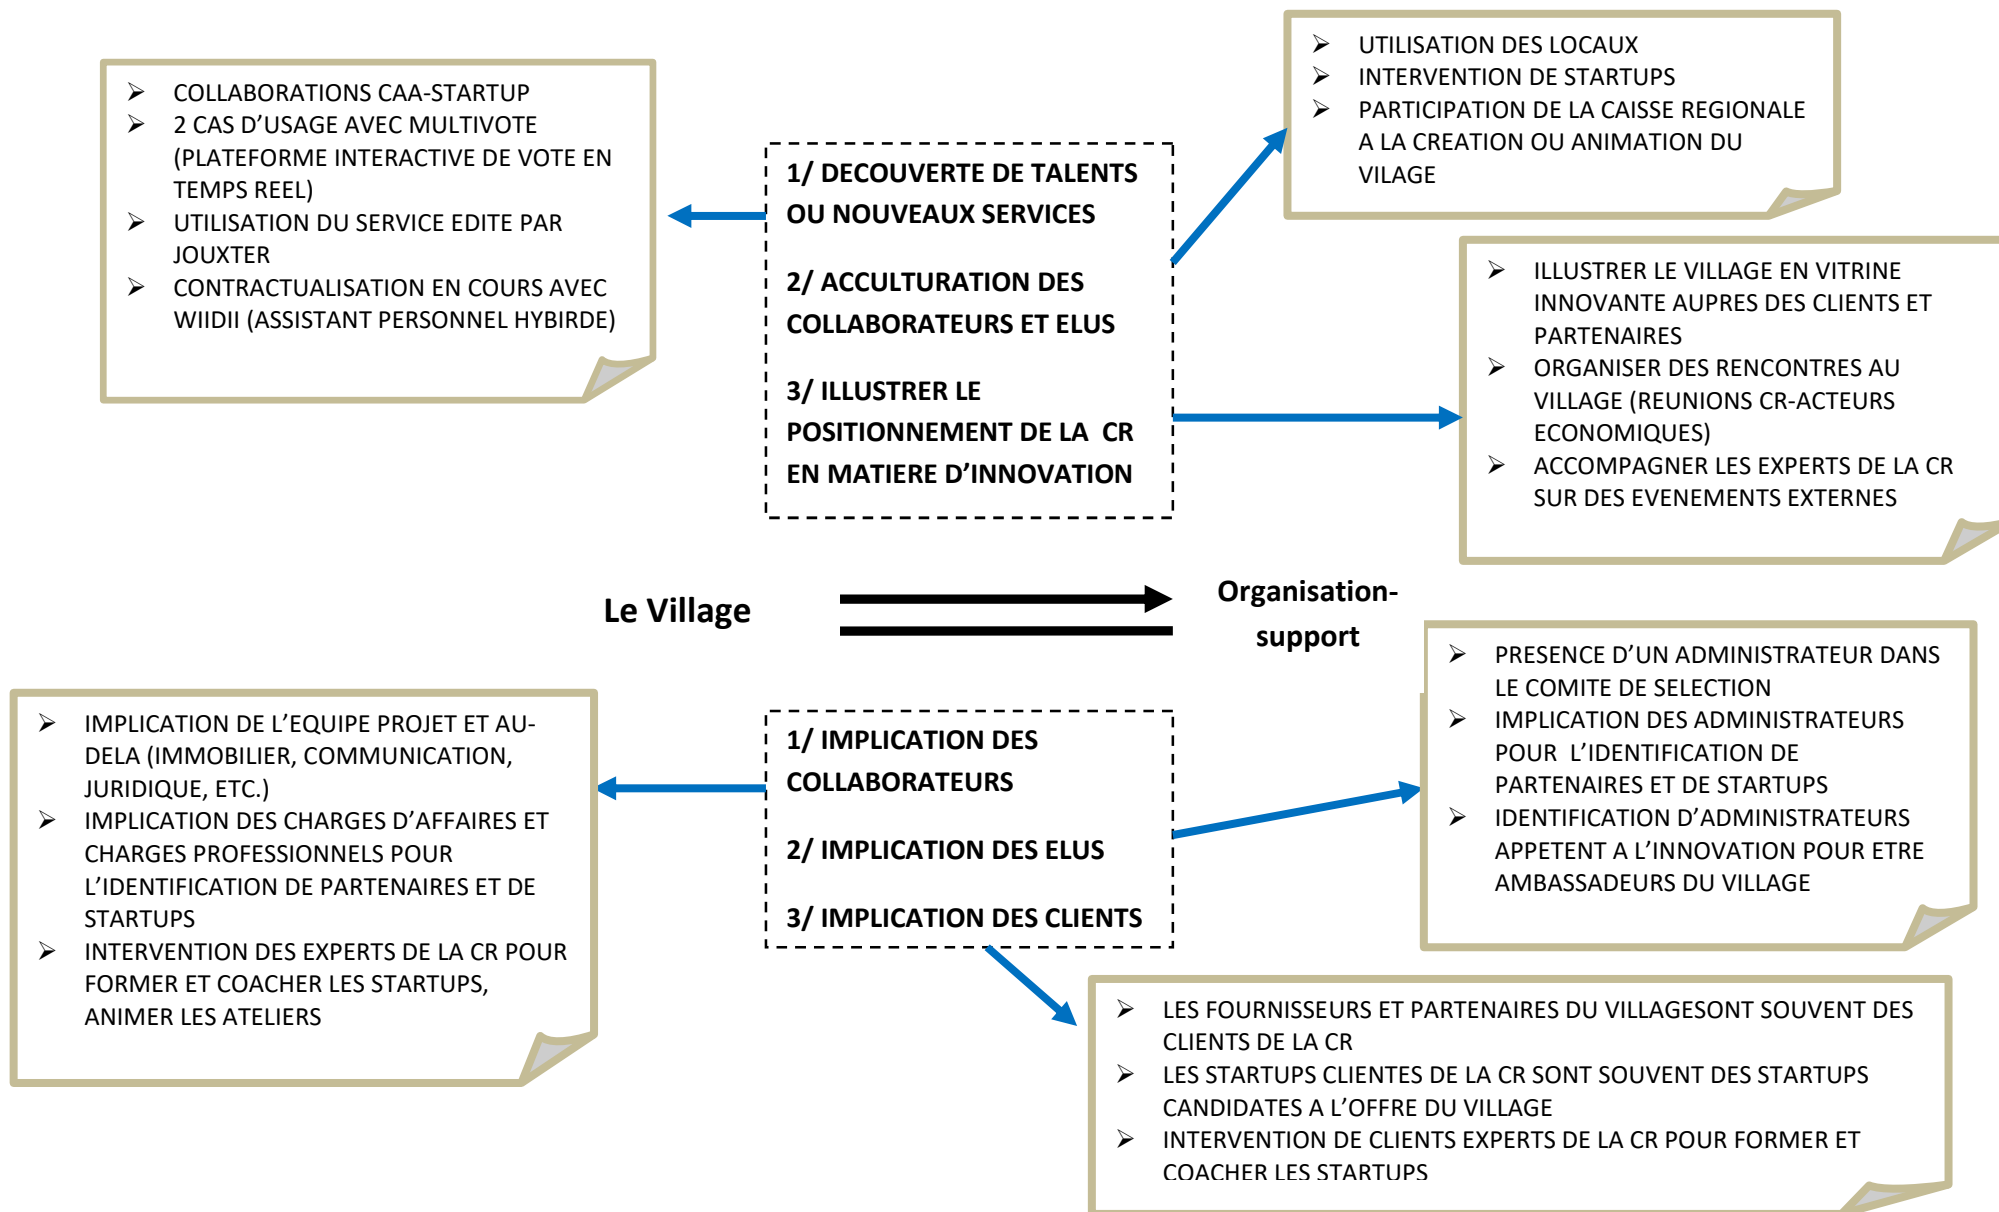 ➢ COLLABORATIONS CAA-STARTUP
➢ 2 CAS D'USAGE AVEC MULTIVOTE
(PLATEFORME INTERACTIVE DE VOTE EN
TEMPS REEL)
➢ UTILISATION DU SERVICE EDITE PAR
JOUXTER
➢ CONTRACTUALISATION EN COURS AVEC
WIIDII (ASSISTANT PERSONNEL HYBIRDE)
1/ DECOUVERTE DE TALENTS
OU NOUVEAUX SERVICES
2/ ACCULTURATION DES
COLLABORATEURS ET ELUS
3/ ILLUSTRER LE
POSITIONNEMENT DE LA  CR
EN MATIERE D'INNOVATION
➢ UTILISATION DES LOCAUX
➢ INTERVENTION DE STARTUPS
➢ PARTICIPATION DE LA CAISSE REGIONALE
A LA CREATION OU ANIMATION DU
VILAGE
➢ ILLUSTRER LE VILLAGE EN VITRINE
INNOVANTE AUPRES DES CLIENTS ET
PARTENAIRES
➢ ORGANISER DES RENCONTRES AU
VILLAGE (REUNIONS CR-ACTEURS
ECONOMIQUES)
➢ ACCOMPAGNER LES EXPERTS DE LA CR
SUR DES EVENEMENTS EXTERNES
Le Village
Organisation-
support
➢ IMPLICATION DE L'EQUIPE PROJET ET AU-
DELA (IMMOBILIER, COMMUNICATION,
JURIDIQUE, ETC.)
➢ IMPLICATION DES CHARGES D'AFFAIRES ET
CHARGES PROFESSIONNELS POUR
L'IDENTIFICATION DE PARTENAIRES ET DE
STARTUPS
➢ INTERVENTION DES EXPERTS DE LA CR POUR
FORMER ET COACHER LES STARTUPS,
ANIMER LES ATELIERS
1/ IMPLICATION DES
COLLABORATEURS
2/ IMPLICATION DES ELUS
3/ IMPLICATION DES CLIENTS
➢ PRESENCE D'UN ADMINISTRATEUR DANS
LE COMITE DE SELECTION
➢ IMPLICATION DES ADMINISTRATEURS
POUR  L'IDENTIFICATION DE
PARTENAIRES ET DE STARTUPS
➢ IDENTIFICATION D'ADMINISTRATEURS
APPETENT A L'INNOVATION POUR ETRE
AMBASSADEURS DU VILLAGE
➢ LES FOURNISSEURS ET PARTENAIRES DU VILLAGESONT SOUVENT DES
CLIENTS DE LA CR
➢ LES STARTUPS CLIENTES DE LA CR SONT SOUVENT DES STARTUPS
CANDIDATES A L'OFFRE DU VILLAGE
➢ INTERVENTION DE CLIENTS EXPERTS DE LA CR POUR FORMER ET
COACHER LES STARTUPS